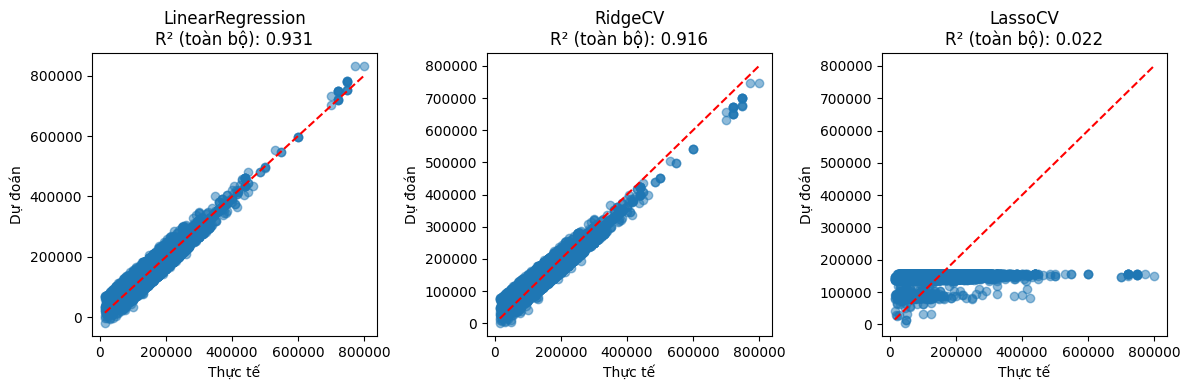 LinearRegression
R² (toàn bộ): 0.931
800000
600000
400000
200000
0
Dự đoán
0 200000 400000 600000 800000
Thực tế
RidgeCV
R² (toàn bộ): 0.916
800000
700000
600000
500000
400000
300000
200000
100000
0
Dự đoán
0 200000 400000 600000 800000
Thực tế
LassoCV
R² (toàn bộ): 0.022
800000
700000
600000
500000
400000
300000
200000
100000
0
Dự đoán
0 200000 400000 600000 800000
Thực tế